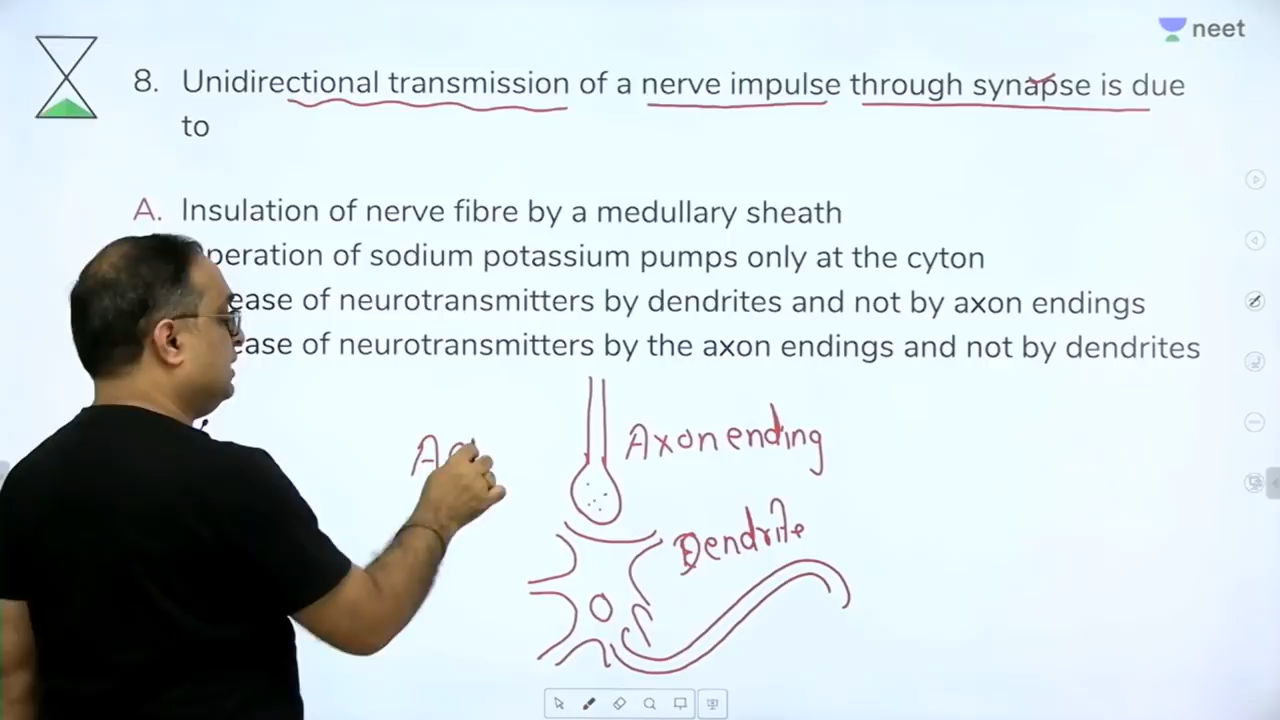 neet
8. Unidirectional transmission of a nerve impulse through synapse is due
to
A. Insulation of nerve fibre by a medullary sheath
peration of sodium potassium pumps only at the cyton
ease of neurotransmitters by dendrites and not by axon endings
ease of neurotransmitters by the axon endings and not by dendrites
Axon ending
Dendrite